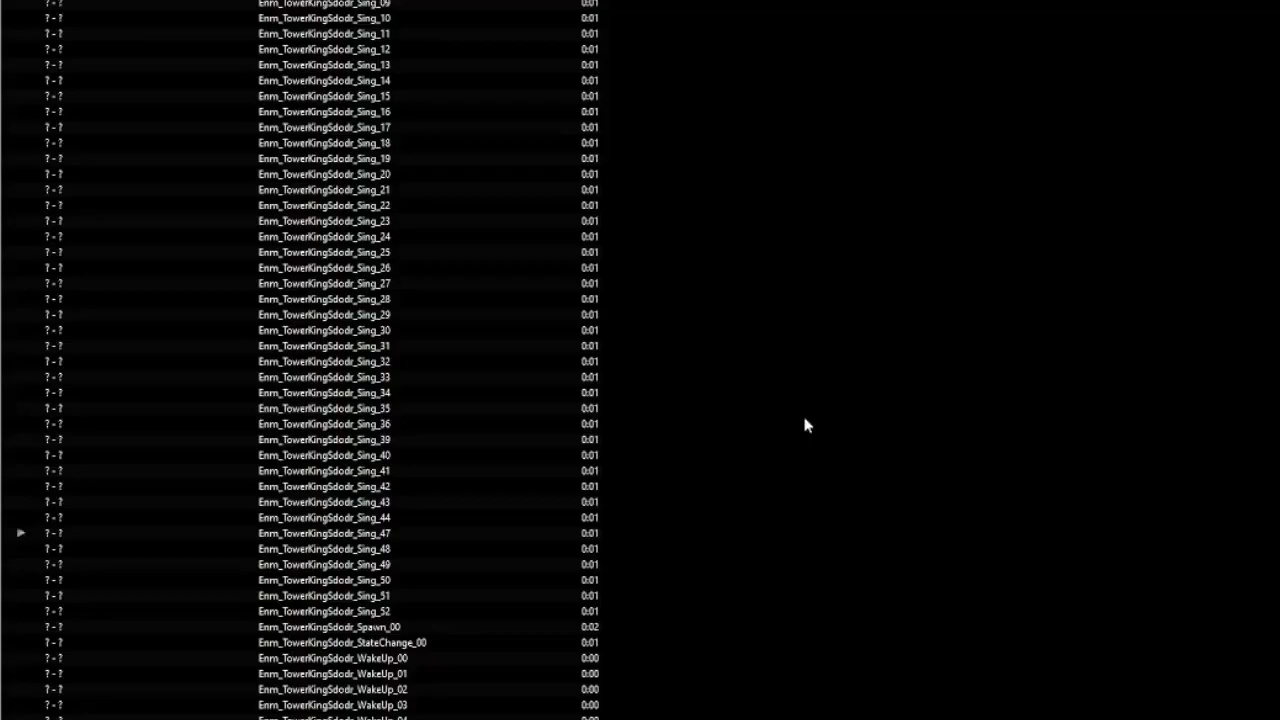 ? - ? Enm_TowerKingSdodr_Sing_09 0:01
? - ? Enm_TowerKingSdodr_Sing_10 0:01
? - ? Enm_TowerKingSdodr_Sing_11 0:01
? - ? Enm_TowerKingSdodr_Sing_12 0:01
? - ? Enm_TowerKingSdodr_Sing_13 0:01
? - ? Enm_TowerKingSdodr_Sing_14 0:01
? - ? Enm_TowerKingSdodr_Sing_15 0:01
? - ? Enm_TowerKingSdodr_Sing_16 0:01
? - ? Enm_TowerKingSdodr_Sing_17 0:01
? - ? Enm_TowerKingSdodr_Sing_18 0:01
? - ? Enm_TowerKingSdodr_Sing_19 0:01
? - ? Enm_TowerKingSdodr_Sing_20 0:01
? - ? Enm_TowerKingSdodr_Sing_21 0:01
? - ? Enm_TowerKingSdodr_Sing_22 0:01
? - ? Enm_TowerKingSdodr_Sing_23 0:01
? - ? Enm_TowerKingSdodr_Sing_24 0:01
? - ? Enm_TowerKingSdodr_Sing_25 0:01
? - ? Enm_TowerKingSdodr_Sing_26 0:01
? - ? Enm_TowerKingSdodr_Sing_27 0:01
? - ? Enm_TowerKingSdodr_Sing_28 0:01
? - ? Enm_TowerKingSdodr_Sing_29 0:01
? - ? Enm_TowerKingSdodr_Sing_30 0:01
? - ? Enm_TowerKingSdodr_Sing_31 0:01
? - ? Enm_TowerKingSdodr_Sing_32 0:01
? - ? Enm_TowerKingSdodr_Sing_33 0:01
? - ? Enm_TowerKingSdodr_Sing_34 0:01
? - ? Enm_TowerKingSdodr_Sing_35 0:01
? - ? Enm_TowerKingSdodr_Sing_36 0:01
? - ? Enm_TowerKingSdodr_Sing_39 0:01
? - ? Enm_TowerKingSdodr_Sing_40 0:01
? - ? Enm_TowerKingSdodr_Sing_41 0:01
? - ? Enm_TowerKingSdodr_Sing_42 0:01
? - ? Enm_TowerKingSdodr_Sing_43 0:01
? - ? Enm_TowerKingSdodr_Sing_44 0:01
? - ? Enm_TowerKingSdodr_Sing_47 0:01
? - ? Enm_TowerKingSdodr_Sing_48 0:01
? - ? Enm_TowerKingSdodr_Sing_49 0:01
? - ? Enm_TowerKingSdodr_Sing_50 0:01
? - ? Enm_TowerKingSdodr_Sing_51 0:01
? - ? Enm_TowerKingSdodr_Sing_52 0:01
? - ? Enm_TowerKingSdodr_Spawn_00 0:02
? - ? Enm_TowerKingSdodr_StateChange_00 0:01
? - ? Enm_TowerKingSdodr_WakeUp_00 0:00
? - ? Enm_TowerKingSdodr_WakeUp_01 0:00
? - ? Enm_TowerKingSdodr_WakeUp_02 0:00
? - ? Enm_TowerKingSdodr_WakeUp_03 0:00